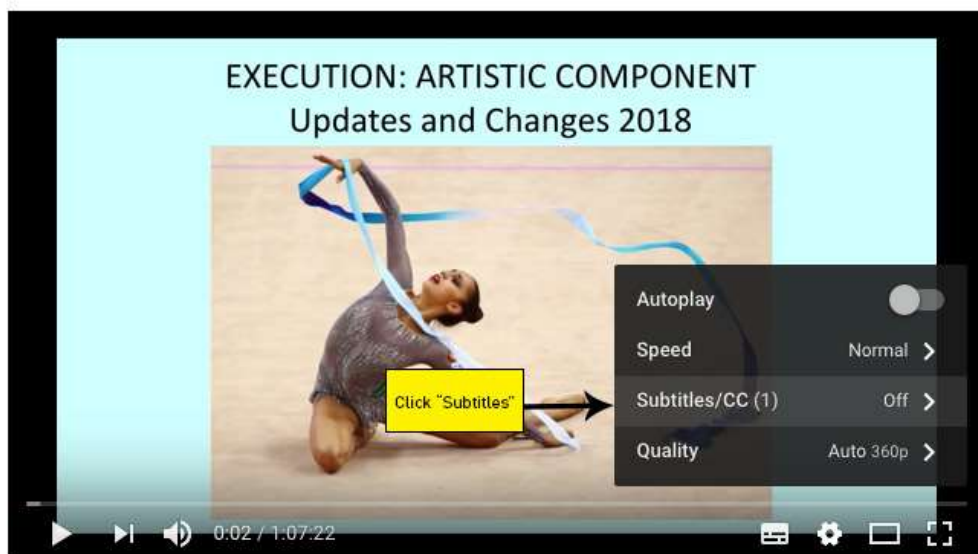 EXECUTION: ARTISTIC COMPONENT
Updates and Changes 2018
Autoplay
Speed Normal
Click "Subtitles"
Subtitles/CC (1) Off
Quality Auto 360p
0:02 / 1:07:22